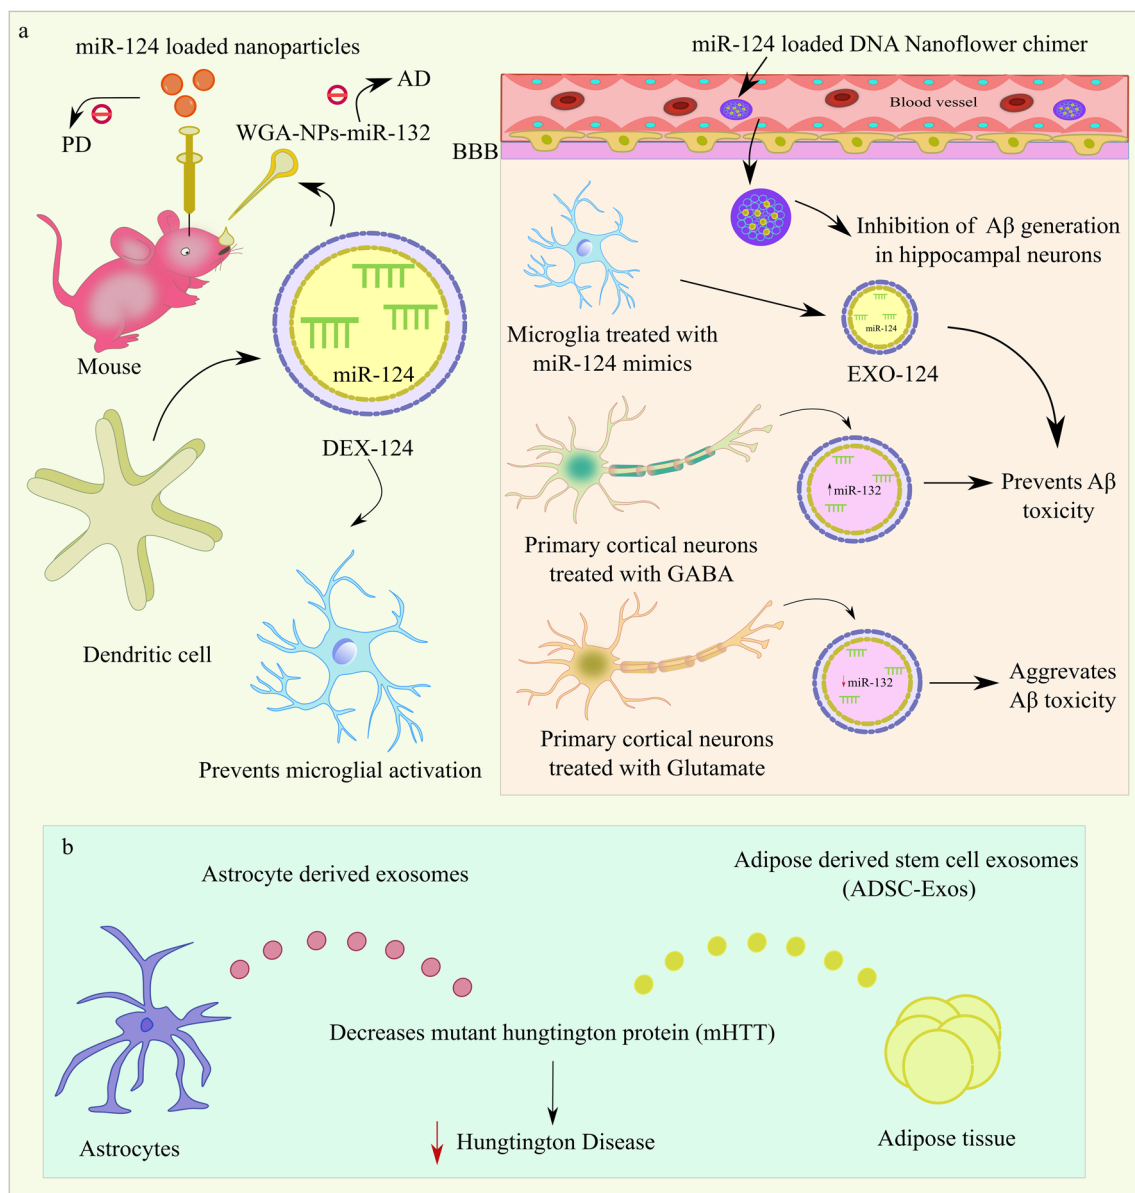 a
miR-124 loaded nanoparticles
AD
PD
WGA-NPs-miR-132
Mouse
miR-124
DEX-124
Dendritic cell
Prevents microglial activation
miR-124 loaded DNA Nanoflower chimer
Blood vessel
BBB
Inhibition of Aβ generation
in hippocampal neurons
Microglia treated with
miR-124 mimics
miR-124
EXO-124
Primary cortical neurons
treated with GABA
↑miR-132
Prevents Aβ
toxicity
Primary cortical neurons
treated with Glutamate
↓miR-132
Aggrevates
Aβ toxicity
b
Astrocyte derived exosomes
Adipose derived stem cell exosomes
(ADSC-Exos)
Decreases mutant hungtington protein (mHTT)
Astrocytes
↓ Hungtington Disease
Adipose tissue